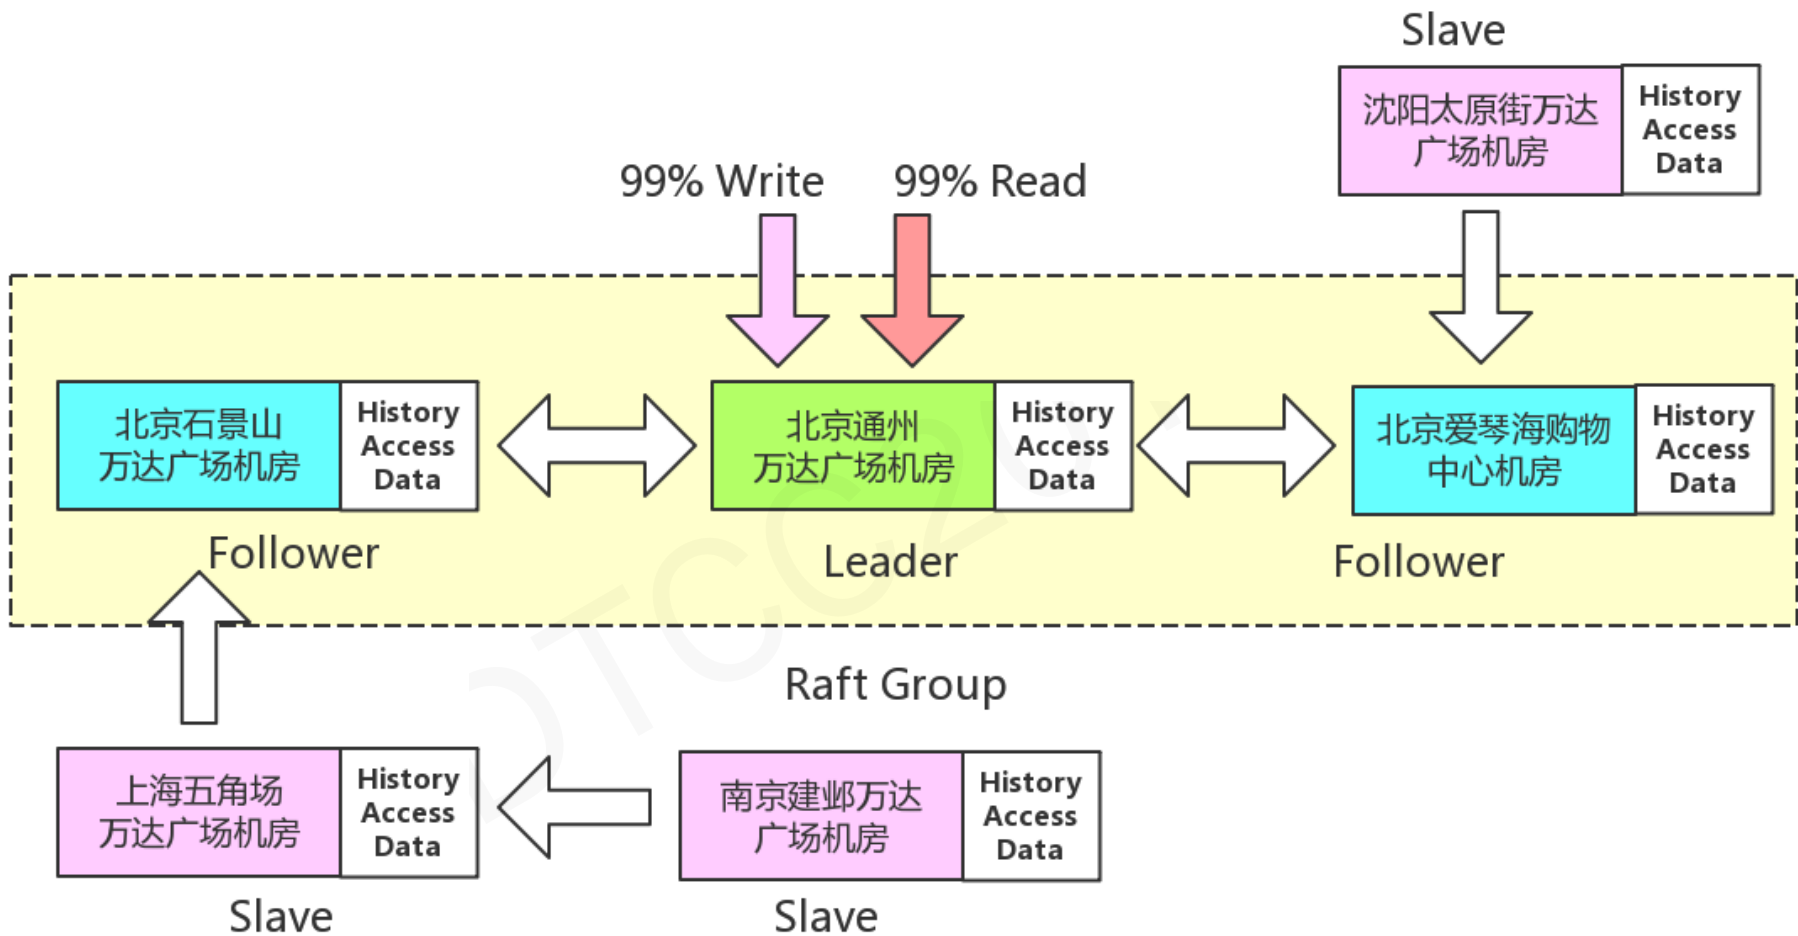 Slave
沈阳太原街万达
广场机房
History
Access
Data
99% Write
99% Read
北京石景山
万达广场机房
History
Access
Data
Follower
北京通州
万达广场机房
History
Access
Data
Leader
北京爱琴海购物
中心机房
History
Access
Data
Follower
Raft Group
上海五角场
万达广场机房
History
Access
Data
Slave
南京建邺万达
广场机房
History
Access
Data
Slave